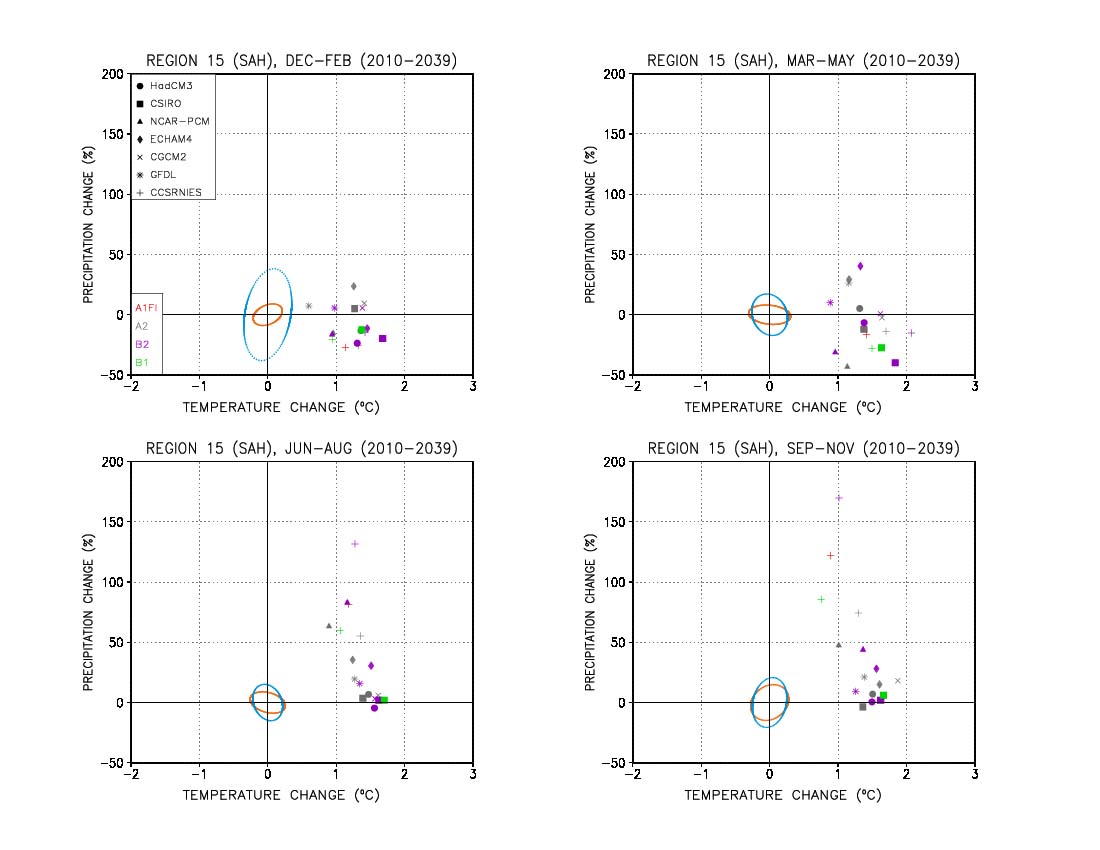 REGION 15 (SAH), DEC-FEB (2010-2039)
200
150
100
50
0
-50
-2
-1
0
1
2
3
PRECIPITATION CHANGE (%)
TEMPERATURE CHANGE (ºC)
HadCM3
CSIRO
NCAR-PCM
ECHAM4
CGCM2
GFDL
CCSRNIES
A1FI
A2
B2
B1
REGION 15 (SAH), MAR-MAY (2010-2039)
200
150
100
50
0
-50
-2
-1
0
1
2
3
PRECIPITATION CHANGE (%)
TEMPERATURE CHANGE (ºC)
REGION 15 (SAH), JUN-AUG (2010-2039)
200
150
100
50
0
-50
-2
-1
0
1
2
3
PRECIPITATION CHANGE (%)
TEMPERATURE CHANGE (ºC)
REGION 15 (SAH), SEP-NOV (2010-2039)
200
150
100
50
0
-50
-2
-1
0
1
2
3
PRECIPITATION CHANGE (%)
TEMPERATURE CHANGE (ºC)